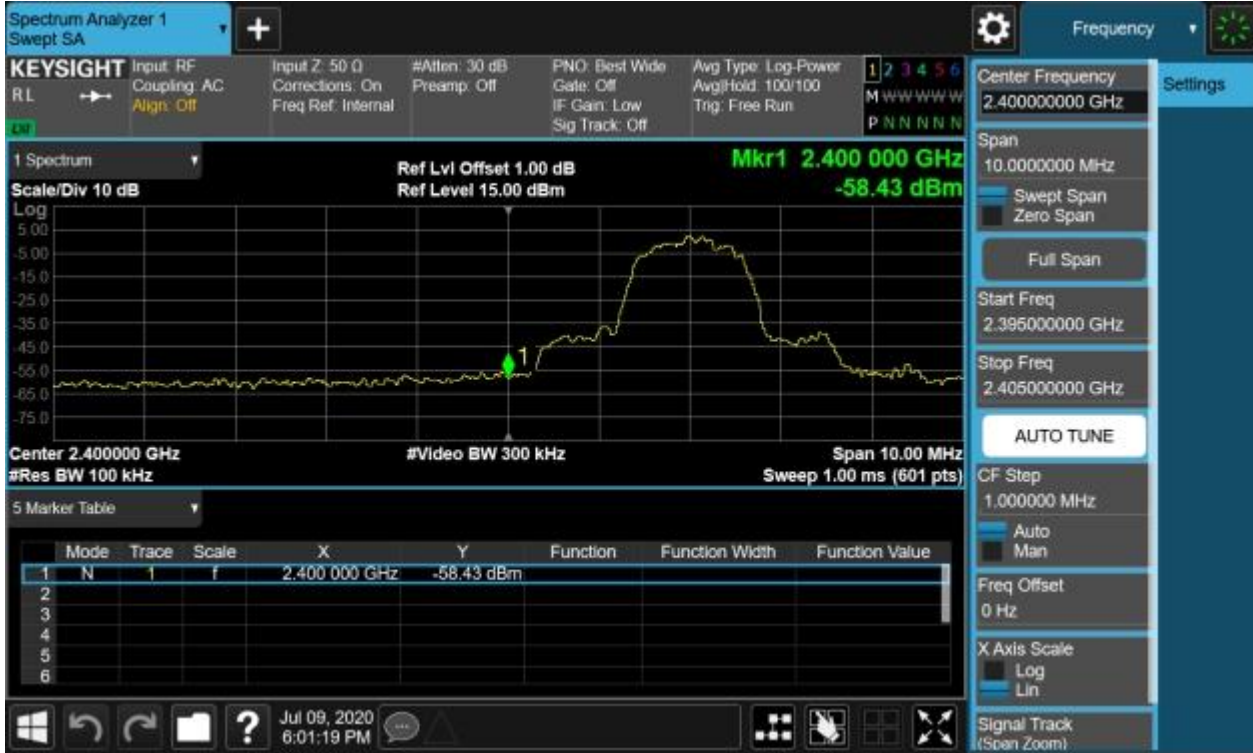 Spectrum Analyzer 1
Swept SA
+
Frequency
KEYSIGHT
RL
Input: RF
Coupling: AC
Align: Off
Input Z: 50 Ω
Corrections: On
Freq Ref: Internal
#Atten: 30 dB
Preamp: Off
PNO: Best Wide
Gate: Off
IF Gain: Low
Sig Track: Off
Avg Type: Log-Power
Avg|Hold: 100/100
Trig: Free Run
1 2 3 4 5 6
M W W W W W
P N N N N N
Center Frequency
2.400000000 GHz
Settings
Span
10.0000000 MHz
Swept Span
Zero Span
Full Span
Start Freq
2.395000000 GHz
Stop Freq
2.405000000 GHz
AUTO TUNE
CF Step
1.000000 MHz
Auto
Man
Freq Offset
0 Hz
X Axis Scale
Log
Lin
Signal Track
(Span Zoom)
1 Spectrum
Scale/Div 10 dB
Ref Lvl Offset 1.00 dB
Ref Level 15.00 dBm
Mkr1 2.400 000 GHz
-58.43 dBm
Log
5.00
-5.00
-15.0
-25.0
-35.0
-45.0
-55.0
-65.0
-75.0
1
Center 2.400000 GHz
#Res BW 100 kHz
#Video BW 300 kHz
Span 10.00 MHz
Sweep 1.00 ms (601 pts)
5 Marker Table
Mode Trace Scale X Y Function Function Width Function Value
1 N 1 f 2.400 000 GHz -58.43 dBm
2
3
4
5
6
?
Jul 09, 2020
6:01:19 PM